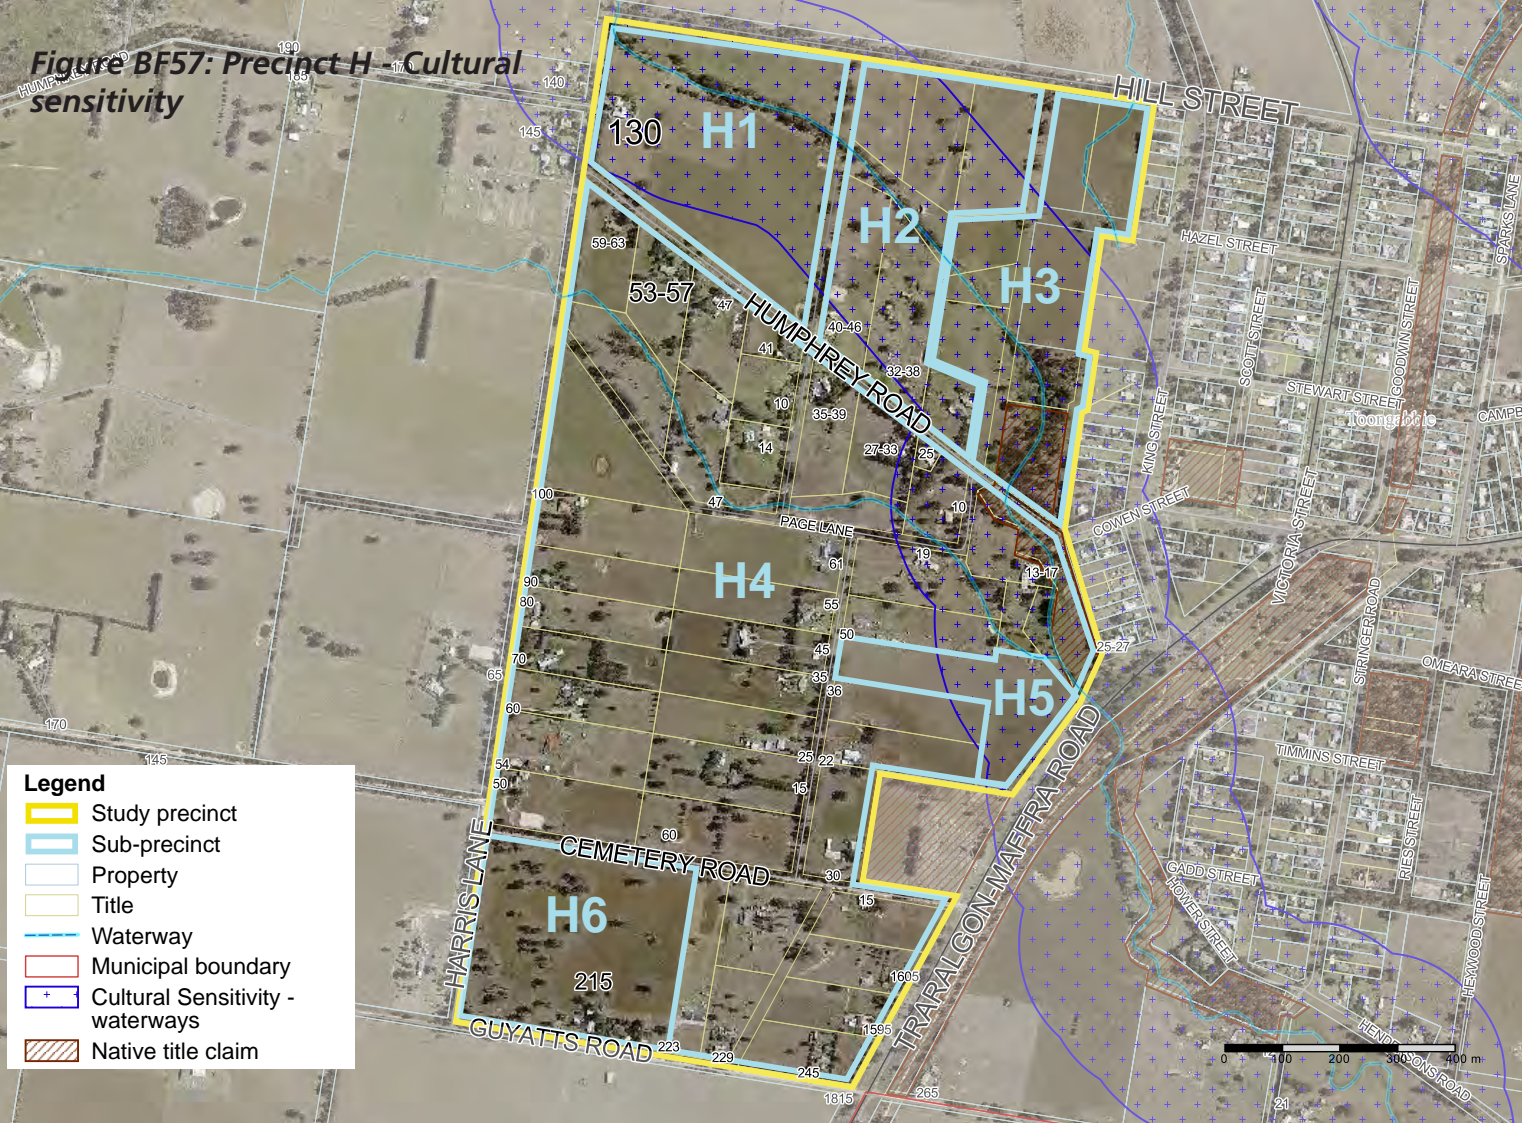 Figure BF57: Precinct H - Cultural
sensitivity
HUMPHREY ROAD
190
185
170
140
145
130
H1
HILL STREET
H2
H3
HAZEL STREET
SPARKS LANE
59-63
53-57
47
HUMPHREY ROAD
40-46
41
32-38
10
35-39
14
27-33
25
SCOTT STREET
GOODWIN STREET
STEWART STREET
Toongabbie
CAMPB
KING STREET
100
47
PAGE LANE
10
COWEN STREET
VICTORIA STREET
19
61
13-17
H4
90
80
55
50
45
25-27
STRINGER ROAD
OMEARA STREE
70
65
35
36
H5
60
170
145
25
22
54
50
15
TIMMINS STREET
RIES STREET
60
CEMETERY ROAD
30
15
HARRIS LANE
TRARALGON-MAFFRA ROAD
GADD STREET
HOWER STREET
HEYWOOD STREET
H6
215
1605
1595
GUYATTS ROAD
223
229
245
1815
265
21
HENDERSONS ROAD
0 100 200 300 400 m
Legend
Study precinct
Sub-precinct
Property
Title
Waterway
Municipal boundary
Cultural Sensitivity -
waterways
Native title claim